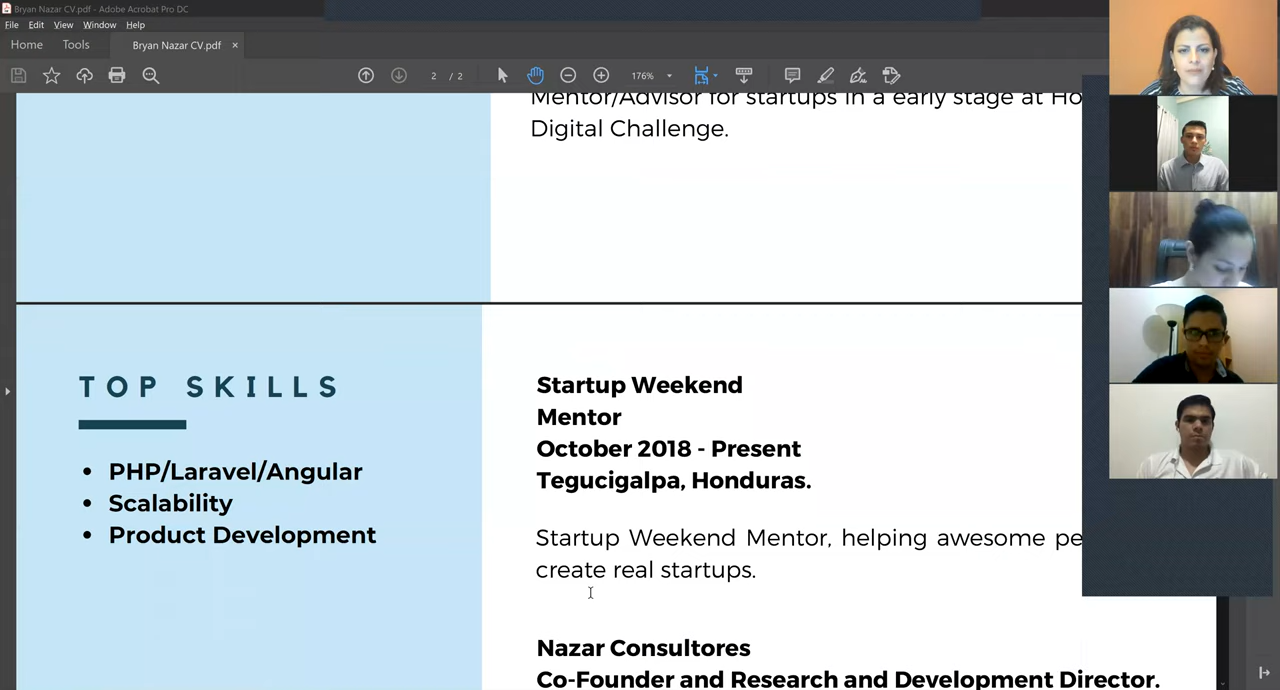 Bryan Nazar CV.pdf - Adobe Acrobat Pro DC
File Edit View Window Help
Home Tools Bryan Nazar CV.pdf ×
2 / 2 176%
Mentor/Advisor for startups in a early stage at Ho
Digital Challenge.
TOP SKILLS
• PHP/Laravel/Angular
• Scalability
• Product Development
Startup Weekend
Mentor
October 2018 - Present
Tegucigalpa, Honduras.
Startup Weekend Mentor, helping awesome pe
create real startups.
Nazar Consultores
Co-Founder and Research and Development Director.